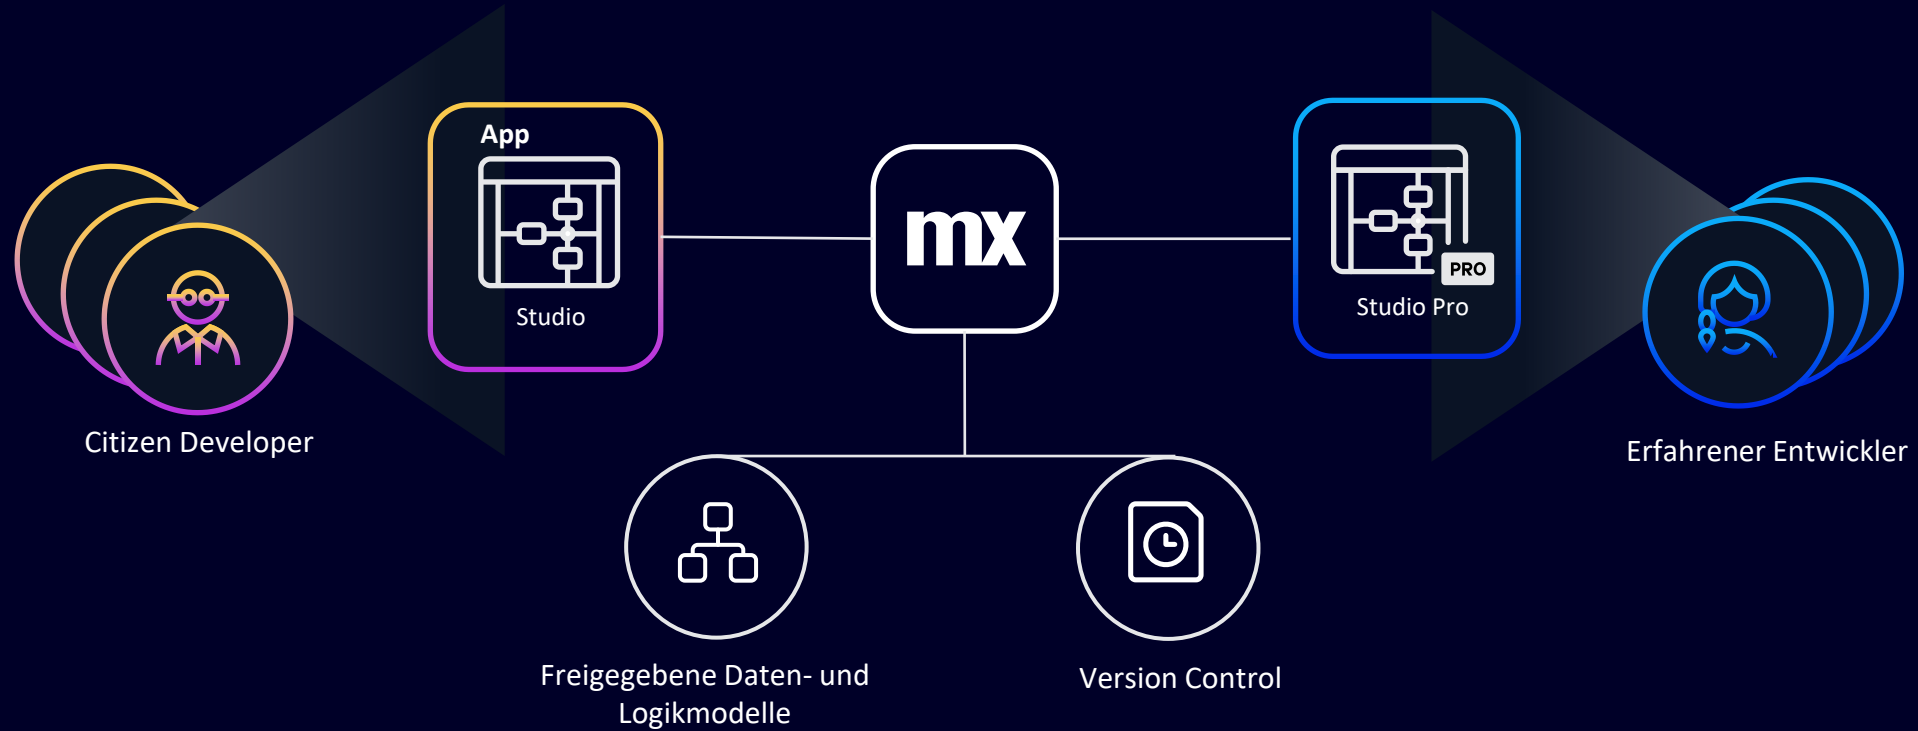 App
Studio
mx
PRO
Studio Pro
Citizen Developer
Erfahrener Entwickler
Freigegebene Daten- und
Logikmodelle
Version Control